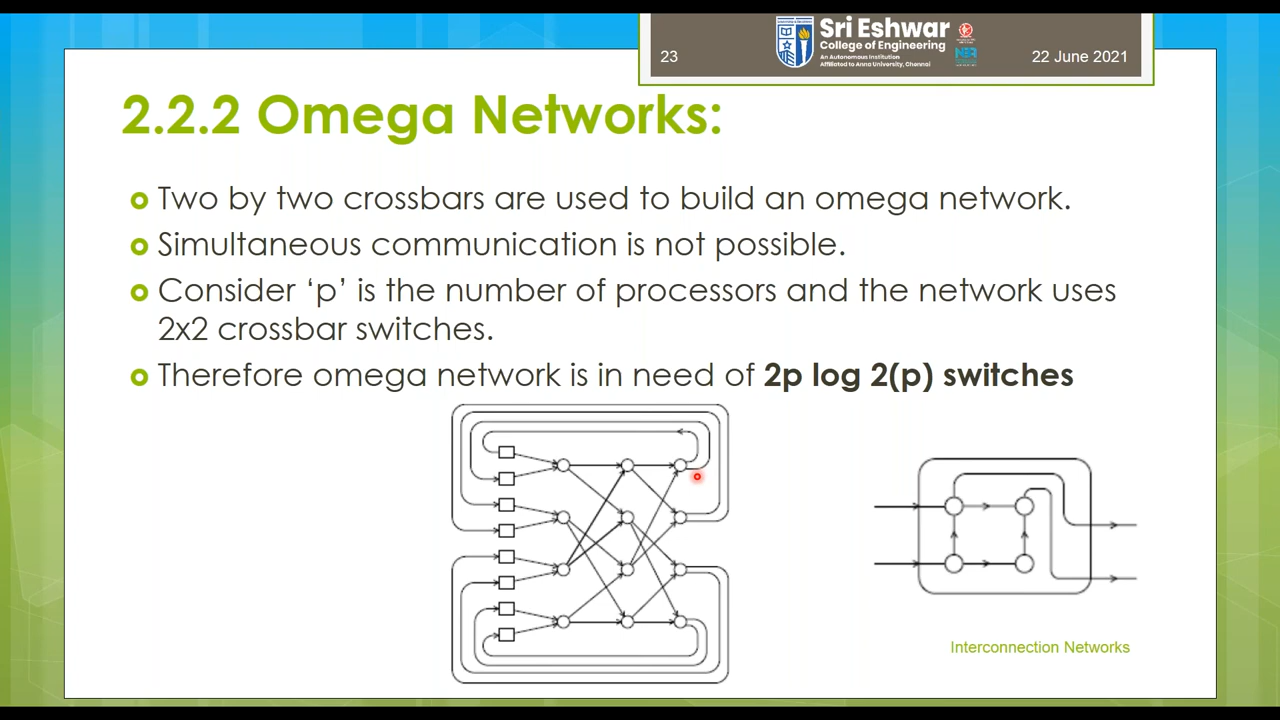 23
Sri Eshwar
College of Engineering
An Autonomous Institution
Affiliated to Anna University, Chennai
22 June 2021
2.2.2 Omega Networks:
Two by two crossbars are used to build an omega network.
Simultaneous communication is not possible.
Consider ‘p’ is the number of processors and the network uses
2x2 crossbar switches.
Therefore omega network is in need of 2p log 2(p) switches
Interconnection Networks